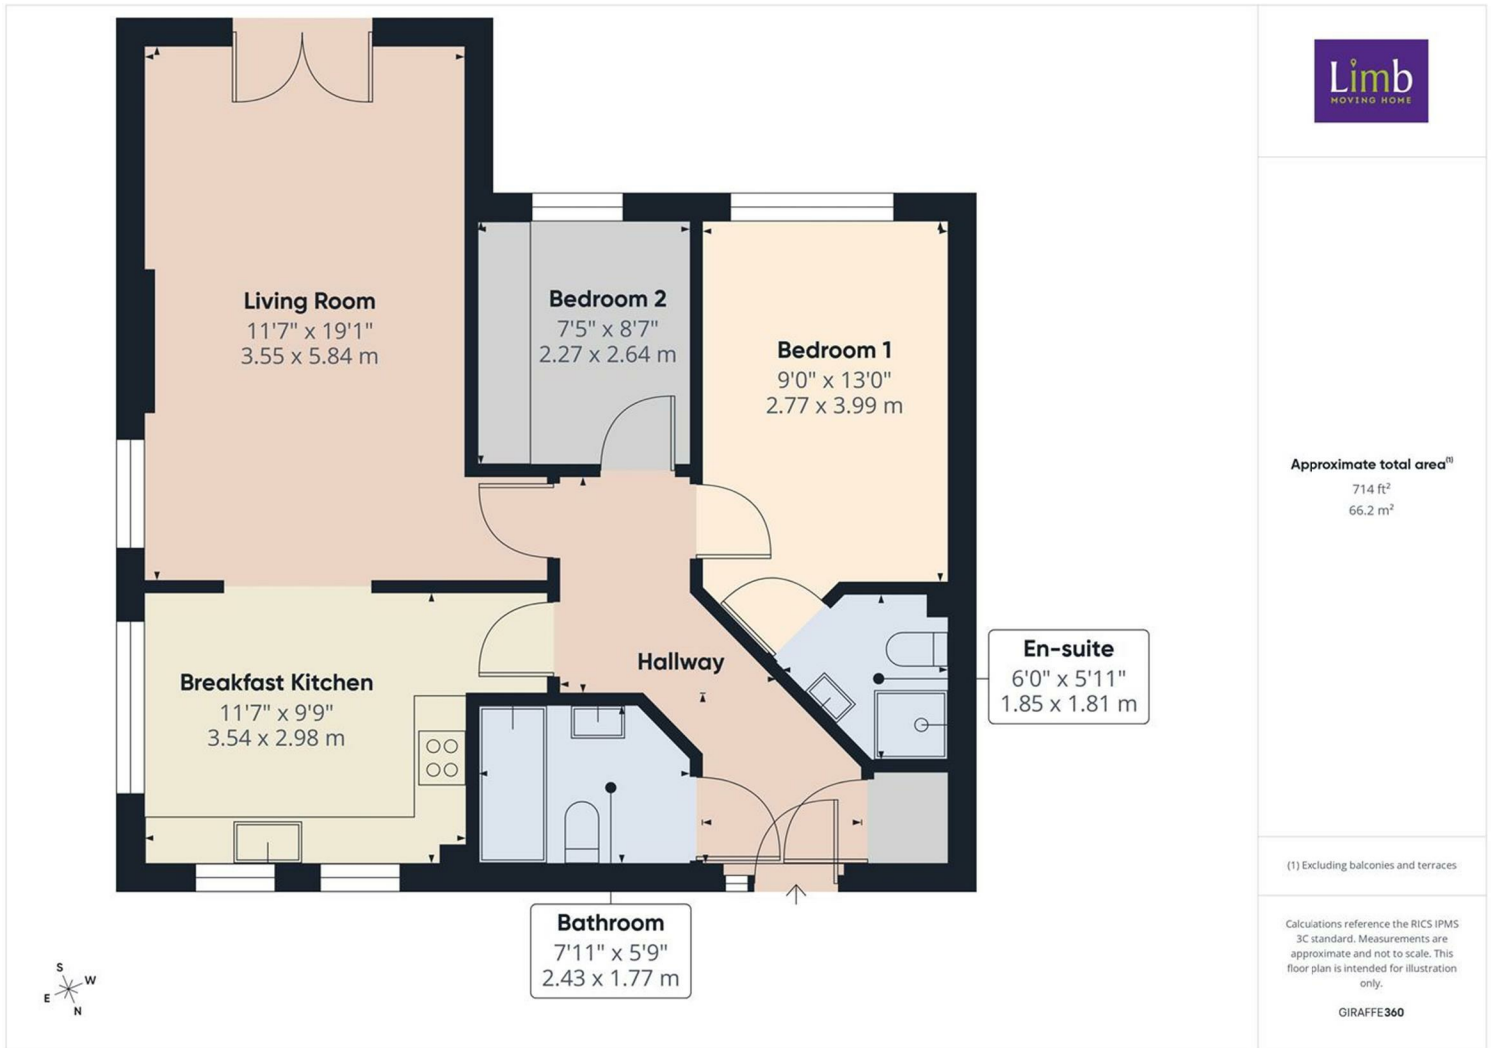 Living Room
11'7" x 19'1"
3.55 x 5.84 m
Bedroom 2
7'5" x 8'7"
2.27 x 2.64 m
Bedroom 1
9'0" x 13'0"
2.77 x 3.99 m
Hallway
Breakfast Kitchen
11'7" x 9'9"
3.54 x 2.98 m
En-suite
6'0" x 5'11"
1.85 x 1.81 m
Bathroom
7'11" x 5'9"
2.43 x 1.77 m
S
W
E
N
Limb
MOVING HOME
Approximate total area(1)
714 ft²
66.2 m²
(1) Excluding balconies and terraces
Calculations reference the RICS IPMS
3C standard. Measurements are
approximate and not to scale. This
floor plan is intended for illustration
only.
GIRAFFE360